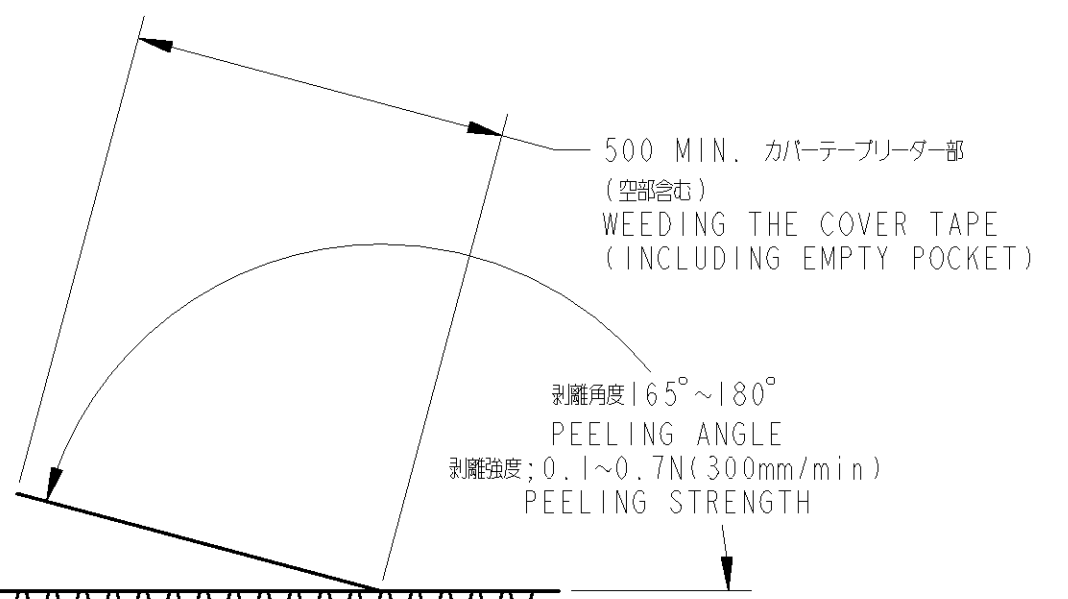 500 MIN. カバーテープリーダー部
(空部含む)
WEEDING THE COVER TAPE
(INCLUDING EMPTY POCKET)
剥離角度165°~180°
PEELING ANGLE
剥離強度;0.1~0.7N(300mm/min)
PEELING STRENGTH